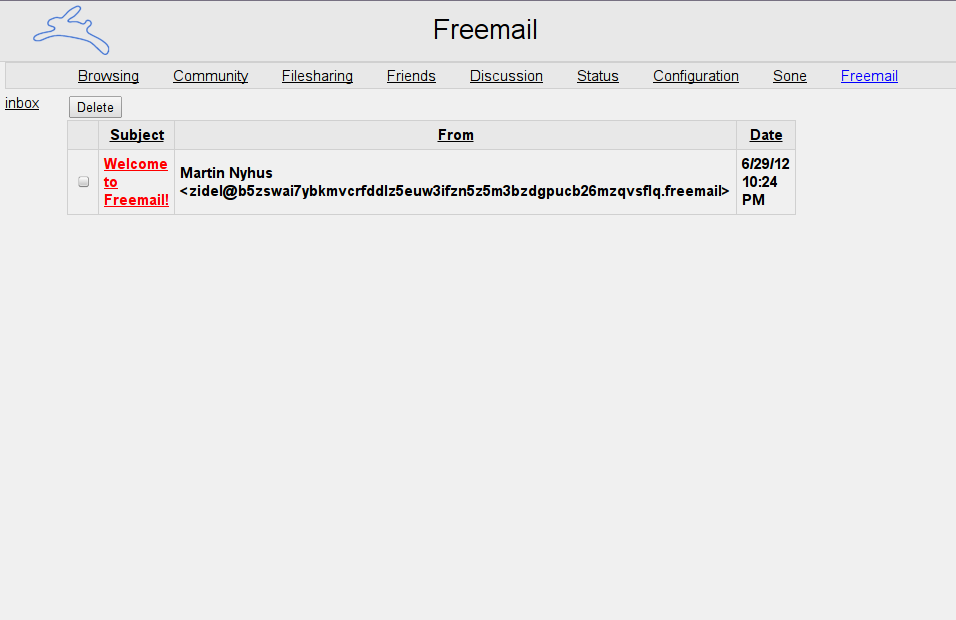 Freemail
Browsing Community Filesharing Friends Discussion Status Configuration Sone Freemail
inbox
Delete
Subject From Date
Welcome
to
Freemail!
Martin Nyhus
<zidel@b5zswai7ybkmvcrfddlz5euw3ifzn5z5m3bzdgpucb26mzqvsflq.freemail>
6/29/12
10:24
PM